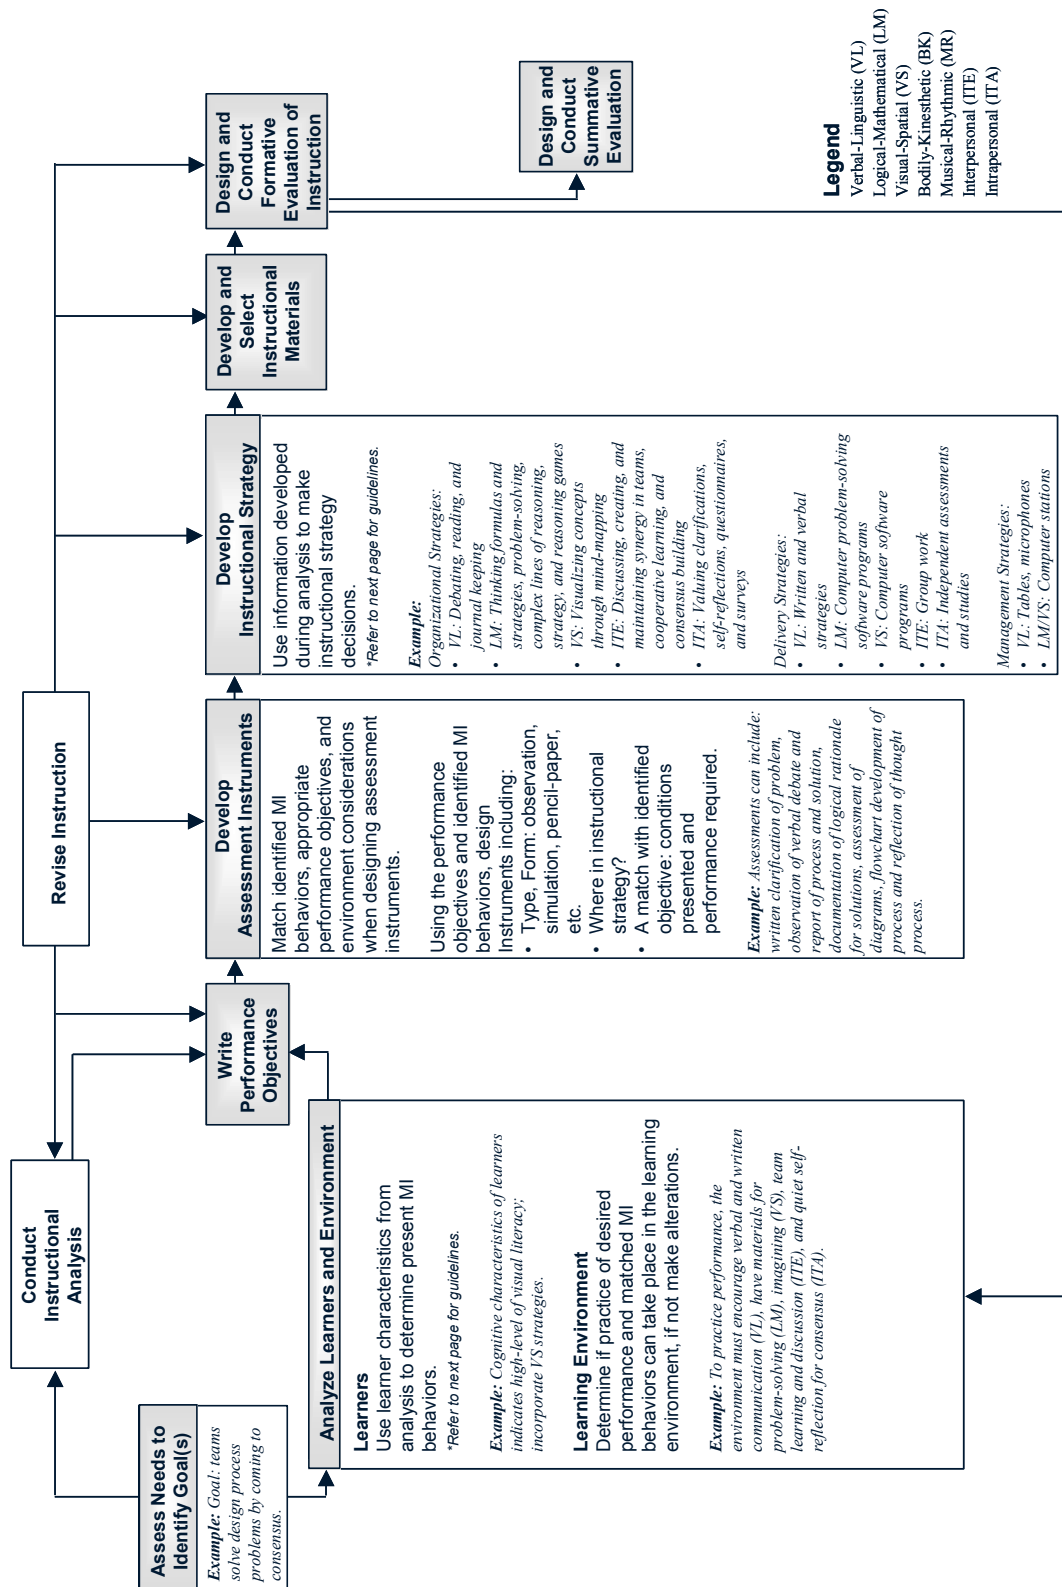 Revise Instruction
Conduct
Instructional
Analysis
Assess Needs to
Identify Goal(s)
Example: Goal: teams
solve design process
problems by coming to
consensus.
Analyze Learners and Environment
Learners
Use learner characteristics from
analysis to determine present MI
behaviors.
*Refer to next page for guidelines.
Example: Cognitive characteristics of learners
indicates high-level of visual literacy;
incorporate VS strategies.
Learning Environment
Determine if practice of desired
performance and matched MI
behaviors can take place in the learning
environment, if not make alterations.
Example: To practice performance, the
environment must encourage verbal and written
communication (VL), have materials for
problem-solving (LM), imagining (VS), team
learning and discussion (ITE), and quiet self-
reflection for consensus (ITA).
Write
Performance
Objectives
Develop
Assessment Instruments
Match identified MI
behaviors, appropriate
performance objectives, and
environment considerations
when designing assessment
instruments.
Using the performance
objectives and identified MI
behaviors, design
Instruments including:
• Type, Form: observation,
simulation, pencil-paper,
etc.
• Where in instructional
strategy?
• A match with identified
objective: conditions
presented and
performance required.
Example: Assessments can include:
written clarification of problem,
observation of verbal debate and
report of process and solution,
documentation of logical rationale
for solutions, assessment of
diagrams, flowchart development of
process and reflection of thought
process.
Develop
Instructional Strategy
Use information developed
during analysis to make
instructional strategy
decisions.
*Refer to next page for guidelines.
Example:
Organizational Strategies:
• VL: Debating, reading, and
journal keeping
• LM: Thinking formulas and
strategies, problem-solving,
complex lines of reasoning,
strategy, and reasoning games
• VS: Visualizing concepts
through mind-mapping
• ITE: Discussing, creating, and
maintaining synergy in teams,
cooperative learning, and
consensus building
• ITA: Valuing clarifications,
self-reflections, questionnaires,
and surveys
Delivery Strategies:
• VL: Written and verbal
strategies
• LM: Computer problem-solving
software programs
• VS: Computer software
programs
• ITE: Group work
• ITA: Independent assessments
and studies
Management Strategies:
• VL: Tables, microphones
• LM/VS: Computer stations
Develop and
Select
Instructional
Materials
Design and
Conduct
Formative
Evaluation of
Instruction
Design and
Conduct
Summative
Evaluation
Legend
Verbal-Linguistic (VL)
Logical-Mathematical (LM)
Visual-Spatial (VS)
Bodily-Kinesthetic (BK)
Musical-Rhythmic (MR)
Interpersonal (ITE)
Intrapersonal (ITA)